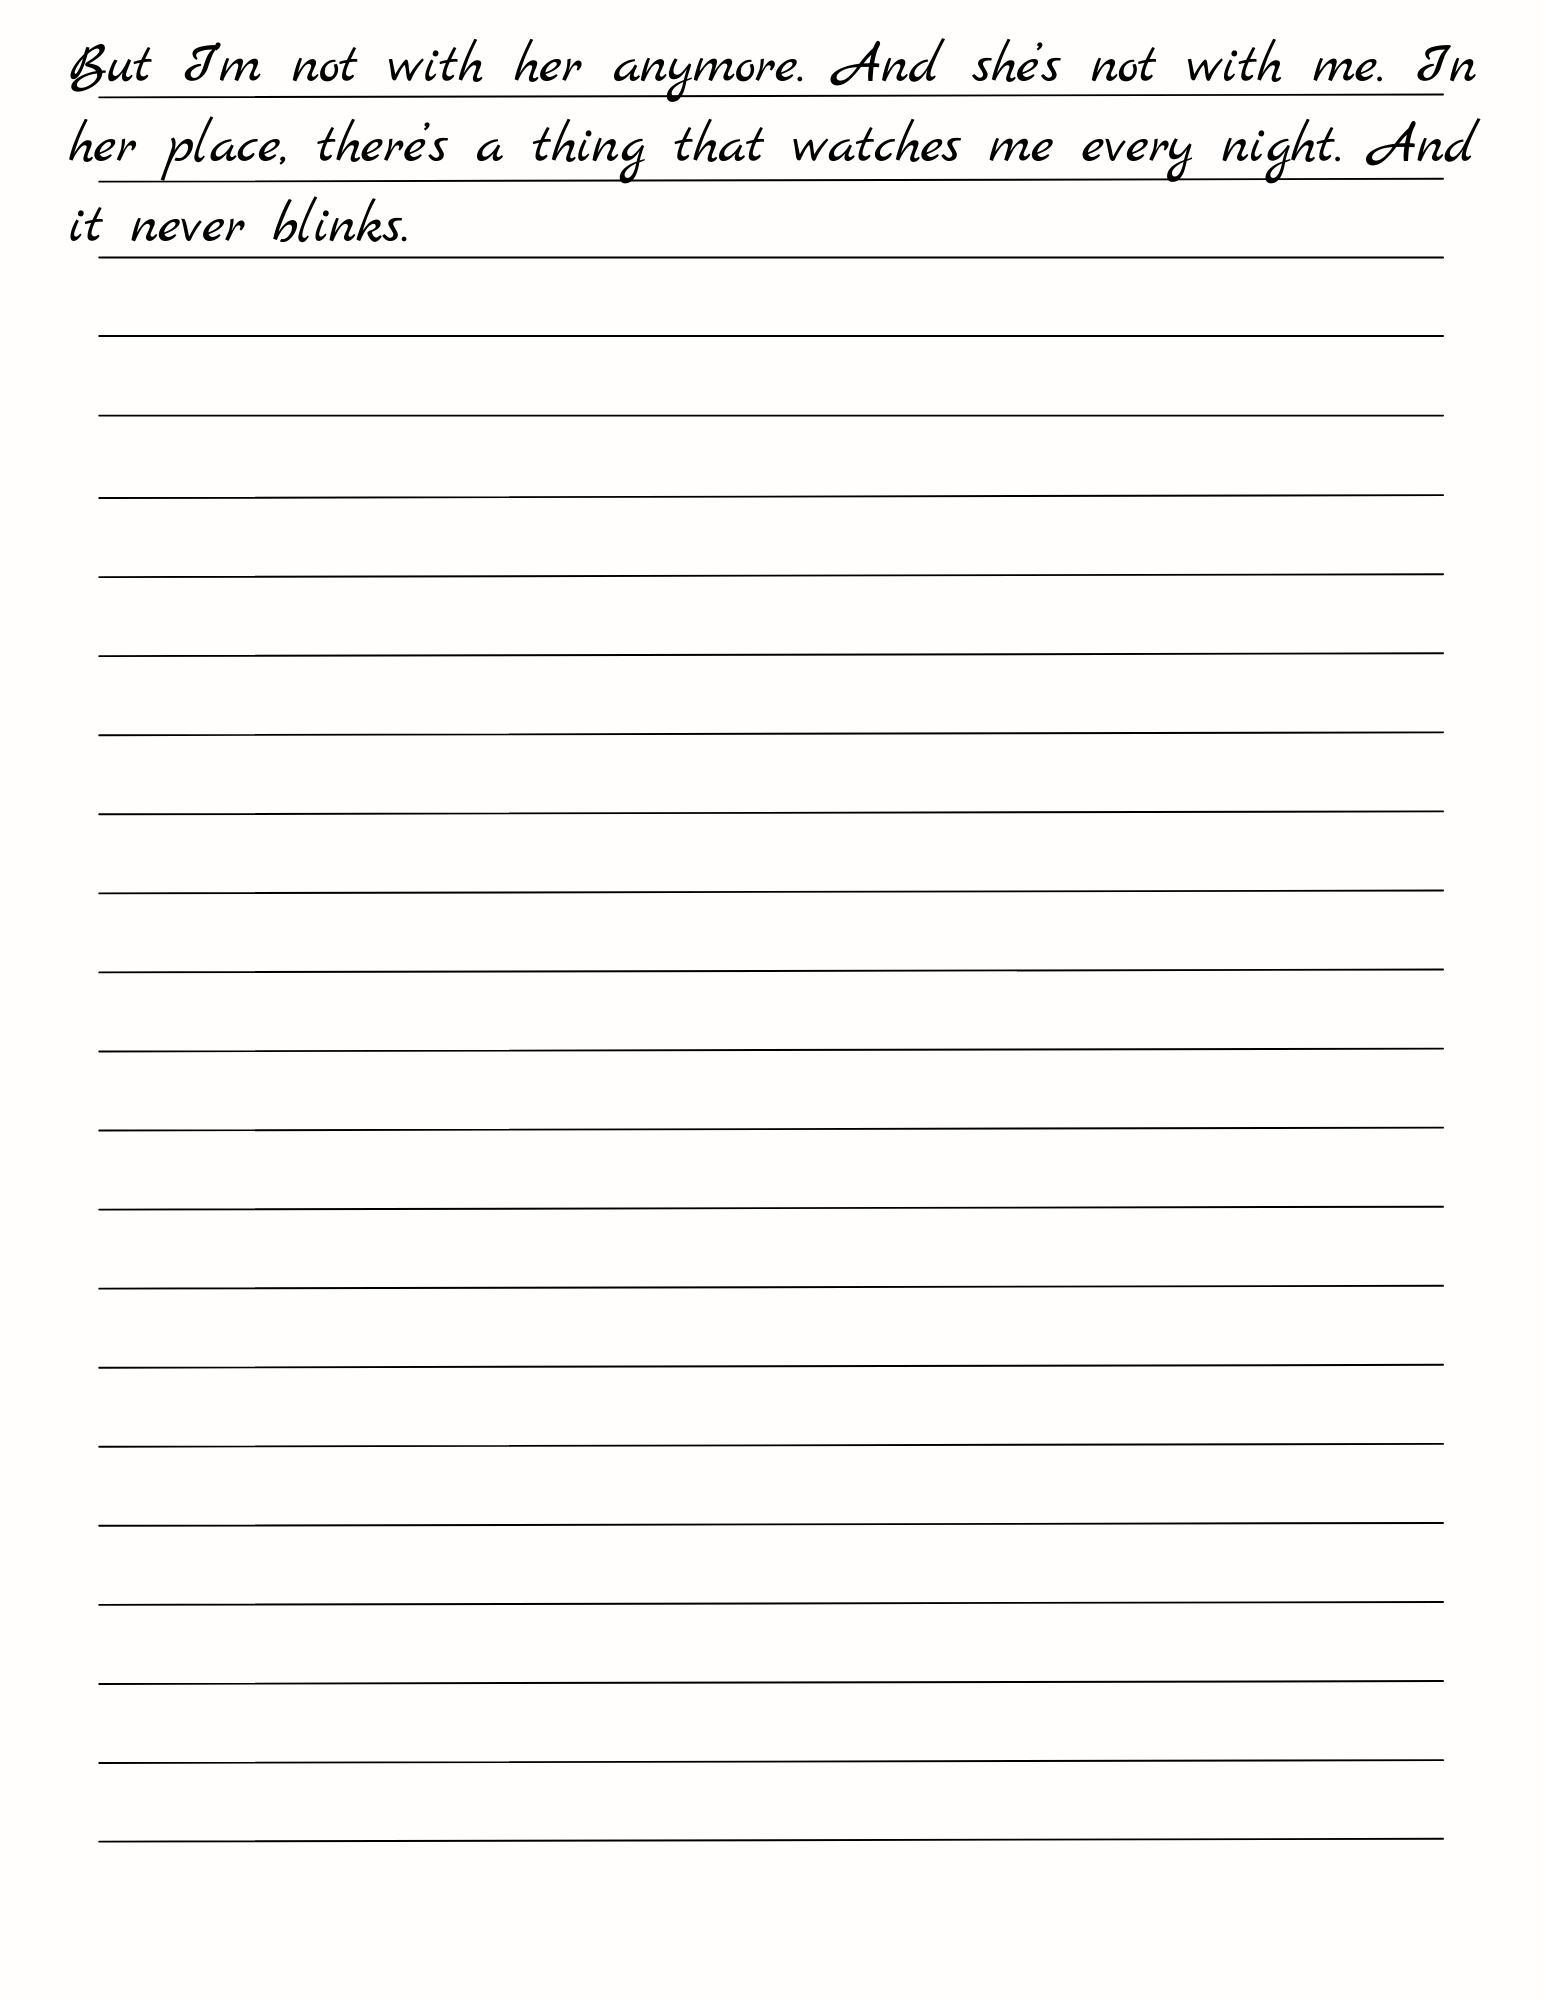 But I'm not with her anymore. And she's not with me. In
her place, there's a thing that watches me every night. And
it never blinks.